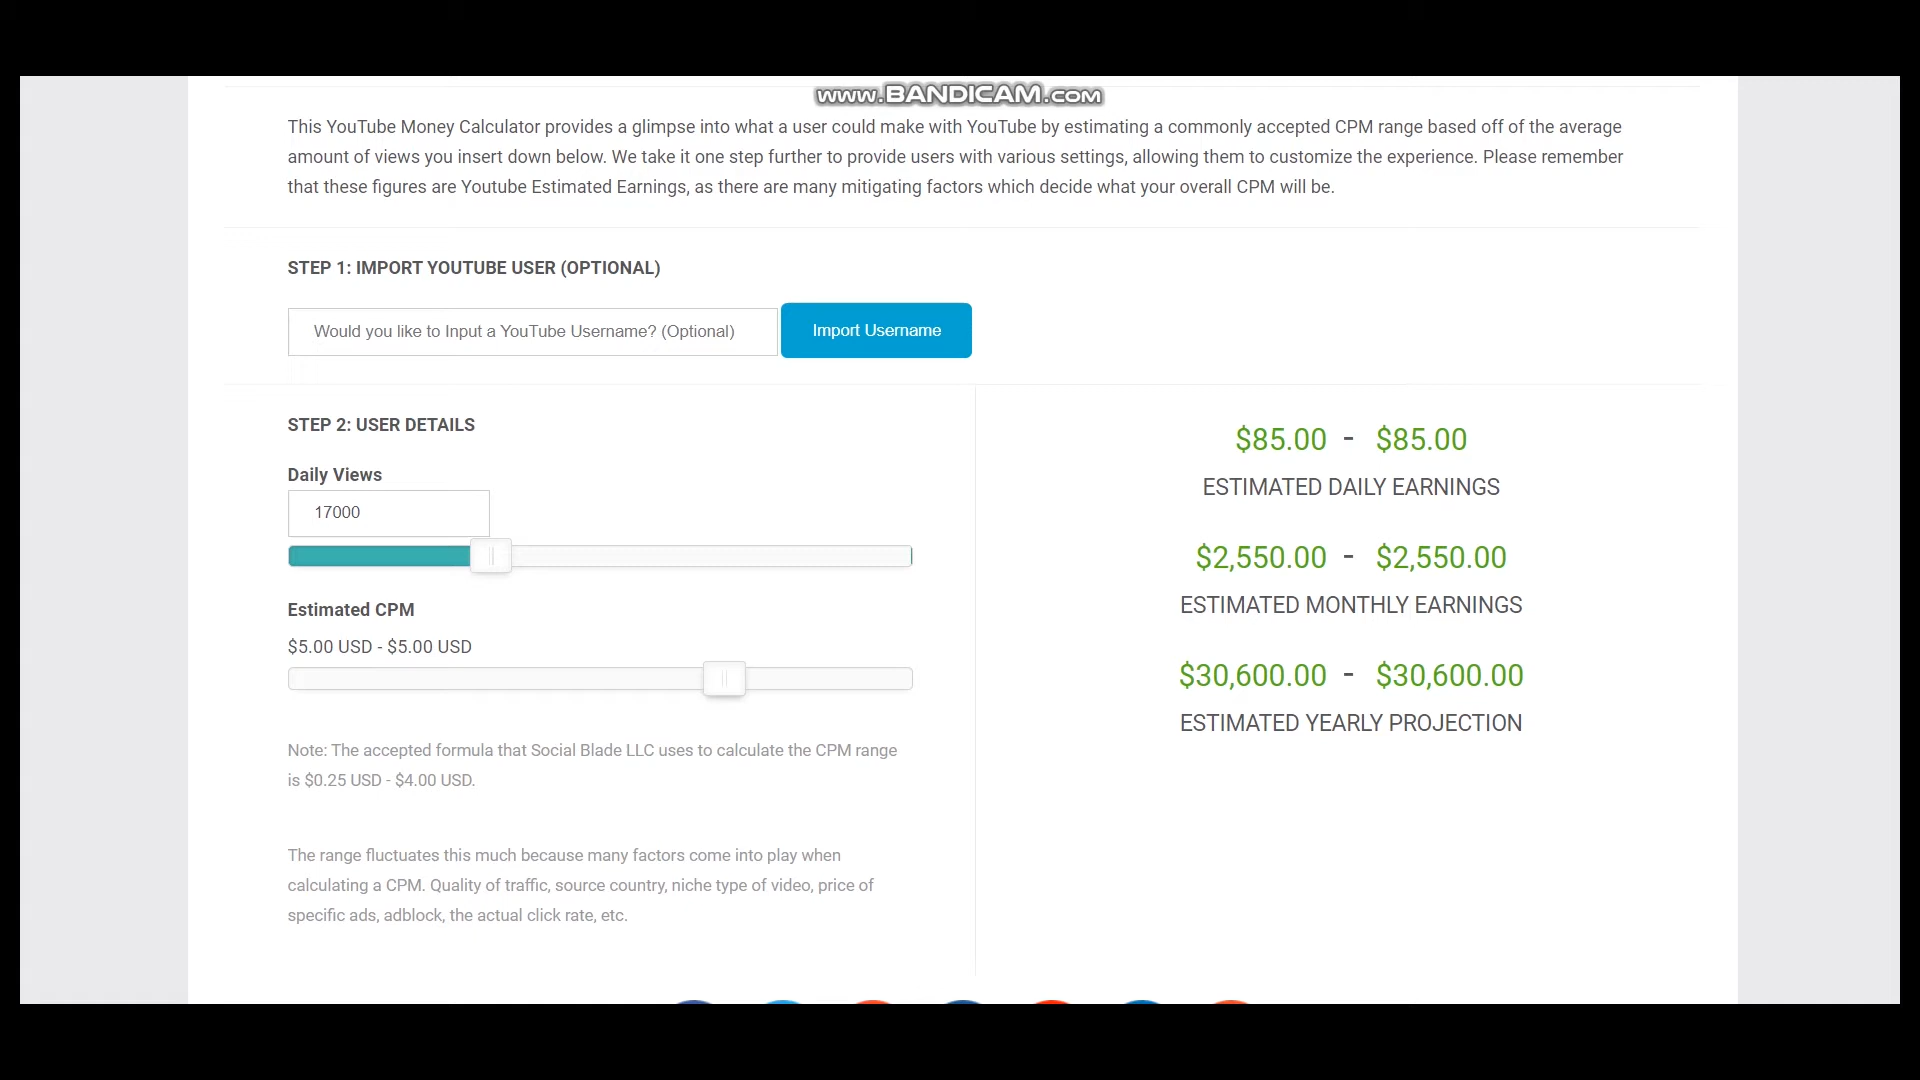 www.BANDICAM.com
This YouTube Money Calculator provides a glimpse into what a user could make with YouTube by estimating a commonly accepted CPM range based off of the average
amount of views you insert down below. We take it one step further to provide users with various settings, allowing them to customize the experience. Please remember
that these figures are Youtube Estimated Earnings, as there are many mitigating factors which decide what your overall CPM will be.
STEP 1: IMPORT YOUTUBE USER (OPTIONAL)
Would you like to Input a YouTube Username? (Optional)
Import Username
STEP 2: USER DETAILS
Daily Views
17000
Estimated CPM
$5.00 USD - $5.00 USD
Note: The accepted formula that Social Blade LLC uses to calculate the CPM range
is $0.25 USD - $4.00 USD.
The range fluctuates this much because many factors come into play when
calculating a CPM. Quality of traffic, source country, niche type of video, price of
specific ads, adblock, the actual click rate, etc.
$85.00 - $85.00
ESTIMATED DAILY EARNINGS
$2,550.00 - $2,550.00
ESTIMATED MONTHLY EARNINGS
$30,600.00 - $30,600.00
ESTIMATED YEARLY PROJECTION